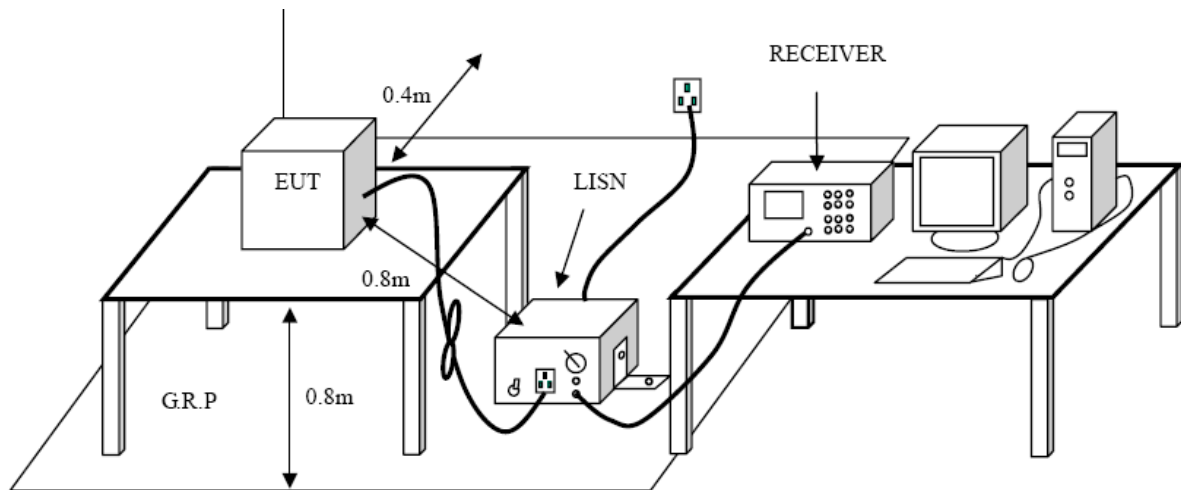 RECEIVER
0.4m
EUT
LISN
0.8m
G.R.P
0.8m